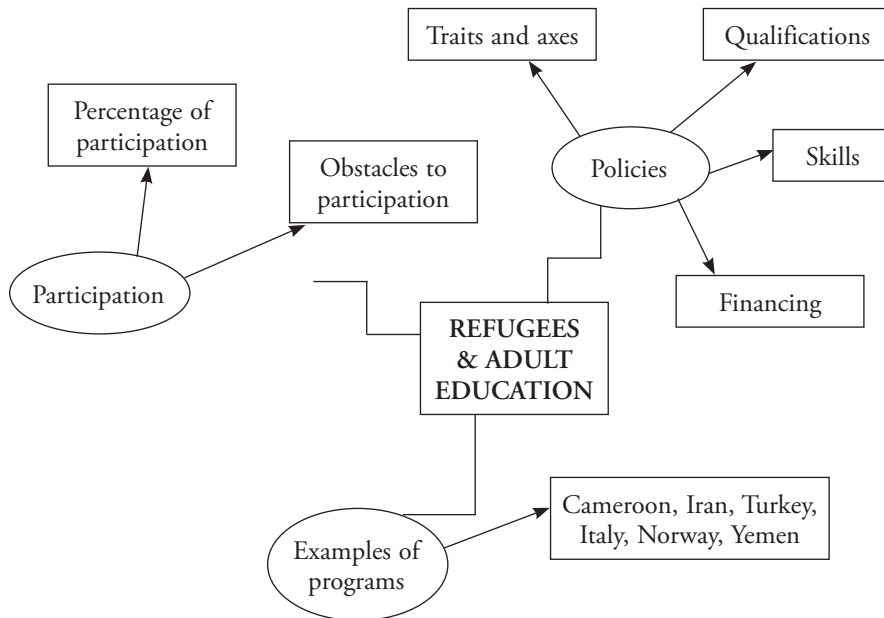 Traits and axes
Qualifications
Percentage of
participation
Obstacles to
participation
Policies
Skills
Participation
Financing
REFUGEES
& ADULT
EDUCATION
Examples of
programs
Cameroon, Iran, Turkey,
Italy, Norway, Yemen